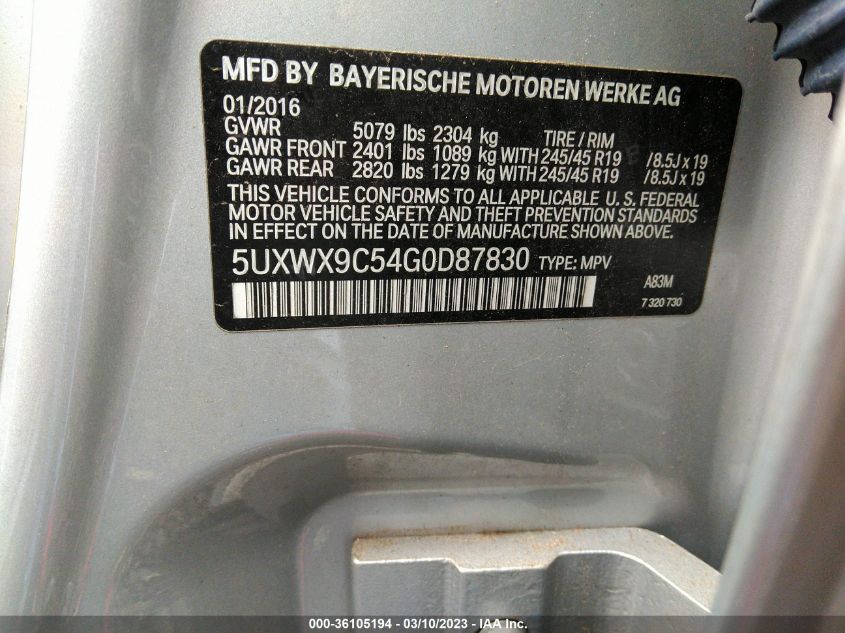 MFD BY BAYERISCHE MOTOREN WERKE AG
01/2016
GVWR 5079 lbs 2304 kg TIRE / RIM
GAWR FRONT 2401 lbs 1089 kg WITH 245/45 R19 /8.5J x 19
GAWR REAR 2820 lbs 1279 kg WITH 245/45 R19 /8.5J x 19
THIS VEHICLE CONFORMS TO ALL APPLICABLE U. S. FEDERAL
MOTOR VEHICLE SAFETY AND THEFT PREVENTION STANDARDS
IN EFFECT ON THE DATE OF MANUFACTURE SHOWN ABOVE.
5UXWX9C54G0D87830 TYPE: MPV
A83M
7 320 730
000-36105194 - 03/10/2023 - IAAI.com